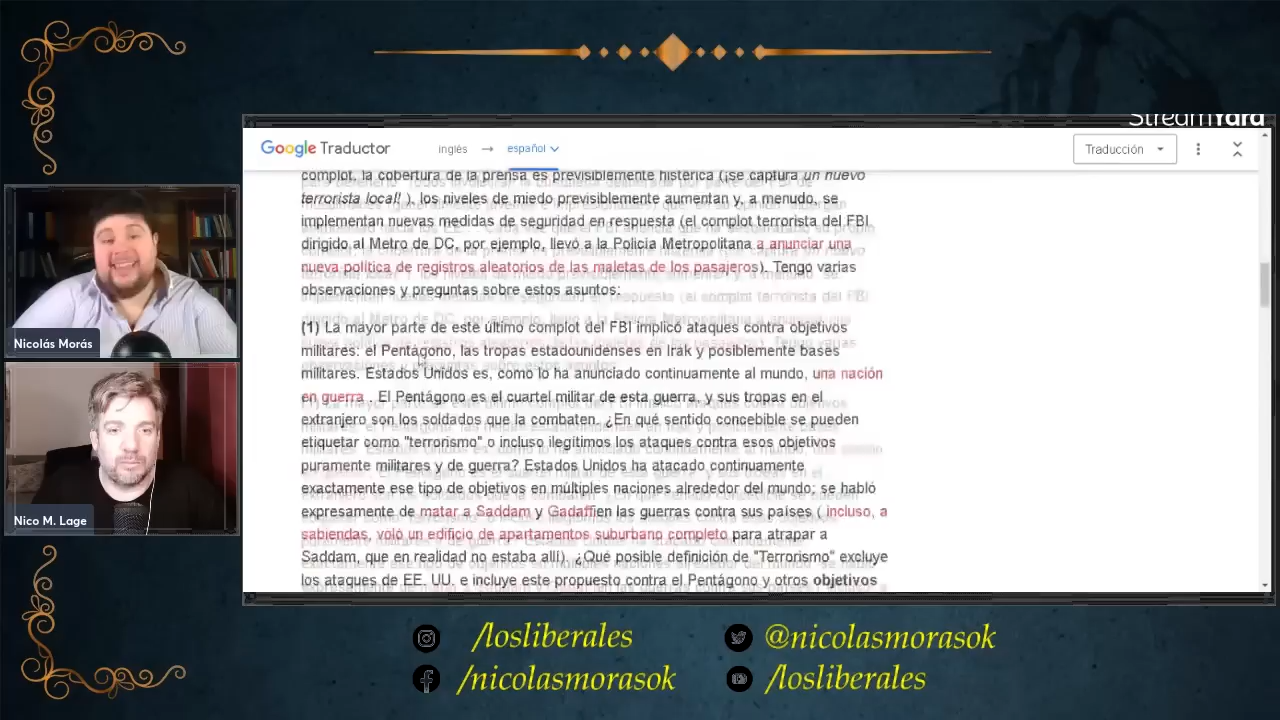 StreamYard
Google Traductor
inglés → español
Traducción
complot, la cobertura de la prensa es previsiblemente histérica (¡se captura un nuevo
terrorista local! ), los niveles de miedo previsiblemente aumentan y, a menudo, se
implementan nuevas medidas de seguridad en respuesta (el complot terrorista del FBI
dirigido al Metro de DC, por ejemplo, llevó a la Policía Metropolitana a anunciar una
nueva política de registros aleatorios de las maletas de los pasajeros). Tengo varias
observaciones y preguntas sobre estos asuntos:
(1) La mayor parte de este último complot del FBI implicó ataques contra objetivos
militares: el Pentágono, las tropas estadounidenses en Irak y posiblemente bases
militares. Estados Unidos es, como lo ha anunciado continuamente al mundo, una nación
en guerra . El Pentágono es el cuartel militar de esta guerra, y sus tropas en el
extranjero son los soldados que la combaten. ¿En qué sentido concebible se pueden
etiquetar como "terrorismo" o incluso ilegítimos los ataques contra esos objetivos
puramente militares y de guerra? Estados Unidos ha atacado continuamente
exactamente ese tipo de objetivos en múltiples naciones alrededor del mundo; se habló
expresamente de matar a Saddam y Gadaffien las guerras contra sus países ( incluso, a
sabiendas, voló un edificio de apartamentos suburbano completo para atrapar a
Saddam, que en realidad no estaba allí). ¿Qué posible definición de "Terrorismo" excluye
los ataques de EE. UU. e incluye este propuesto contra el Pentágono y otros objetivos
Nicolás Morás
Nico M. Lage
/losliberales
@nicolasmorasok
/nicolasmorasok
/losliberales